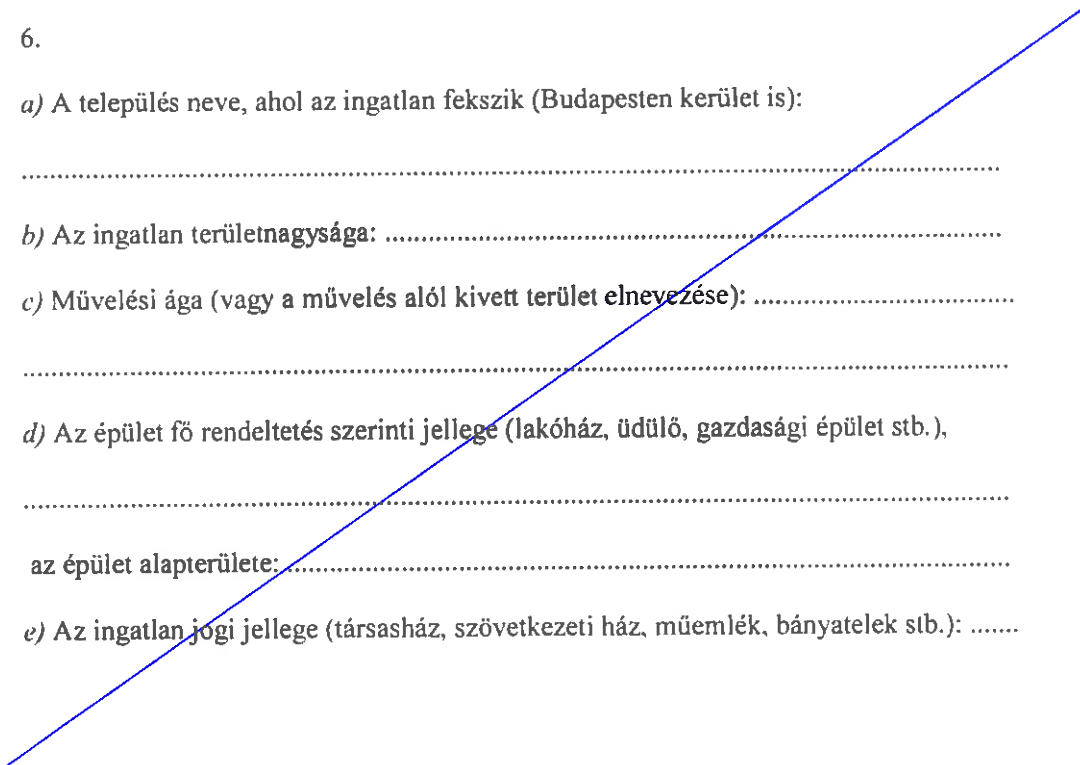 6.
a) A település neve, ahol az ingatlan fekszik (Budapesten kerület is):
....................................................................................................
b) Az ingatlan területnagysága: ....................................................................................
c) Művelési ága (vagy a művelés alól kivett terület elnevezése): .....................................
....................................................................................................
d) Az épület fő rendeltetés szerinti jellege (lakóház, üdülő, gazdasági épület stb.),
....................................................................................................
az épület alapterülete: ....................................................................................
e) Az ingatlan jogi jellege (társasház, szövetkezeti ház, műemlék, bányatelek stb.): .......